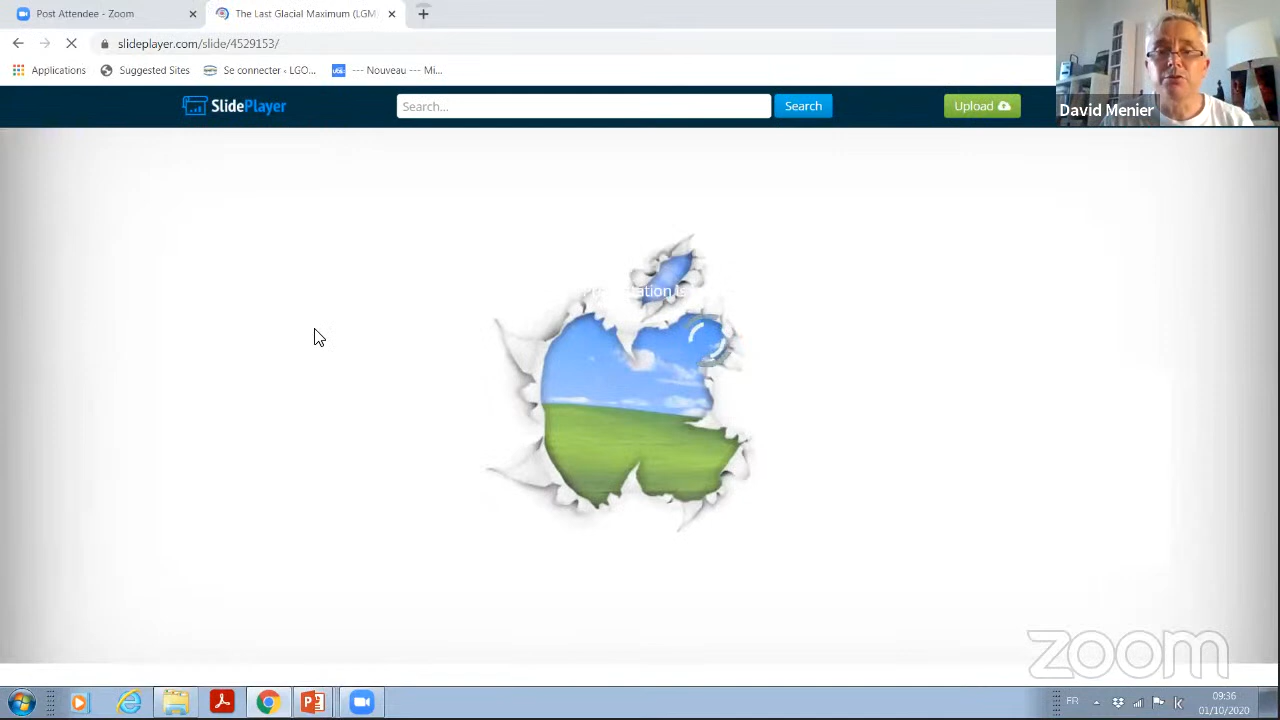 Post Attendee - Zoom
The Last Glacial Maximum (LGM)
slideplayer.com/slide/4529153/
Applications
Suggested Sites
Se connecter ‹ LGO...
--- Nouveau --- Mi...
SlidePlayer
Search...
Search
Upload
David Menier
zoom
FR
09:36
01/10/2020